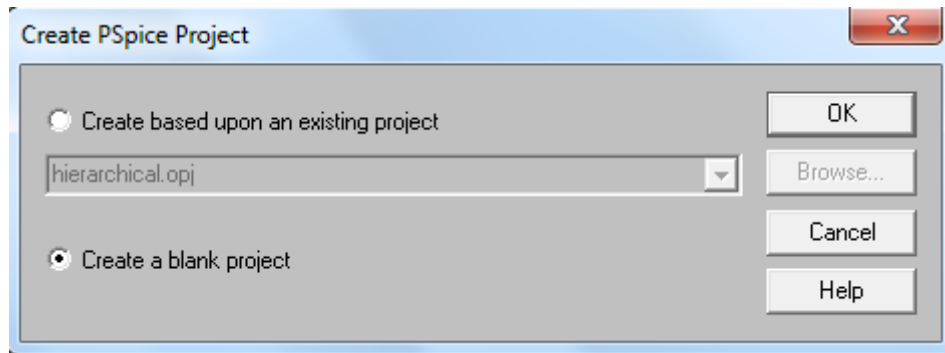 Create PSpice Project
Create based upon an existing project
OK
hierarchical.opj
Browse...
Cancel
Create a blank project
Help